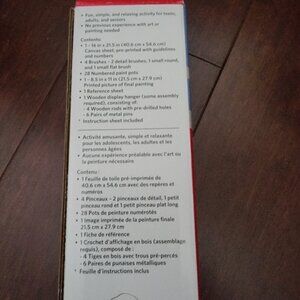 • Fun, simple, and relaxing activity for teens,
adults, and seniors
• No previous experience with art or
painting needed
Contents:
• 1 - 16 in x 21.5 in (40.6 cm x 54.6 cm)
Canvas sheet, pre-printed with guidelines
and numbers
• 4 Brushes - 2 detail brushes, 1 small round,
and 1 small flat brush
• 28 Numbered paint pots
• 1 - 8.5 in x 11 in (21.5 cm x 27.9 cm)
Printed picture of final painting
• 1 Reference sheet
• 1 Wooden display hanger (some assembly
required), consisting of:
- 4 Wooden rods with pre-drilled holes
- 6 Pairs of metal pins
* Instruction sheet included
• Activité amusante, simple et relaxante
pour les adolescents, les adultes et les
personnes âgées
• Aucune expérience préalable avec l'art ou
la peinture nécessaire
Contenu :
• 1 Feuille de toile pré-imprimée de
40.6 cm x 54.6 cm avec des repères et
numéros
• 4 Pinceaux - 2 pinceaux de détail, 1 petit
pinceau rond et 1 petit pinceau plat long
• 28 Pots de peinture numérotés
• 1 Image imprimée de la peinture finale
21.5 cm x 27.9 cm
• 1 Fiche de référence
• 1 Crochet d'affichage en bois (assemblage
requis), composé de :
- 4 Tiges en bois avec trous pré-percés
- 6 Paires de punaises métalliques
* Feuille d'instructions inclus